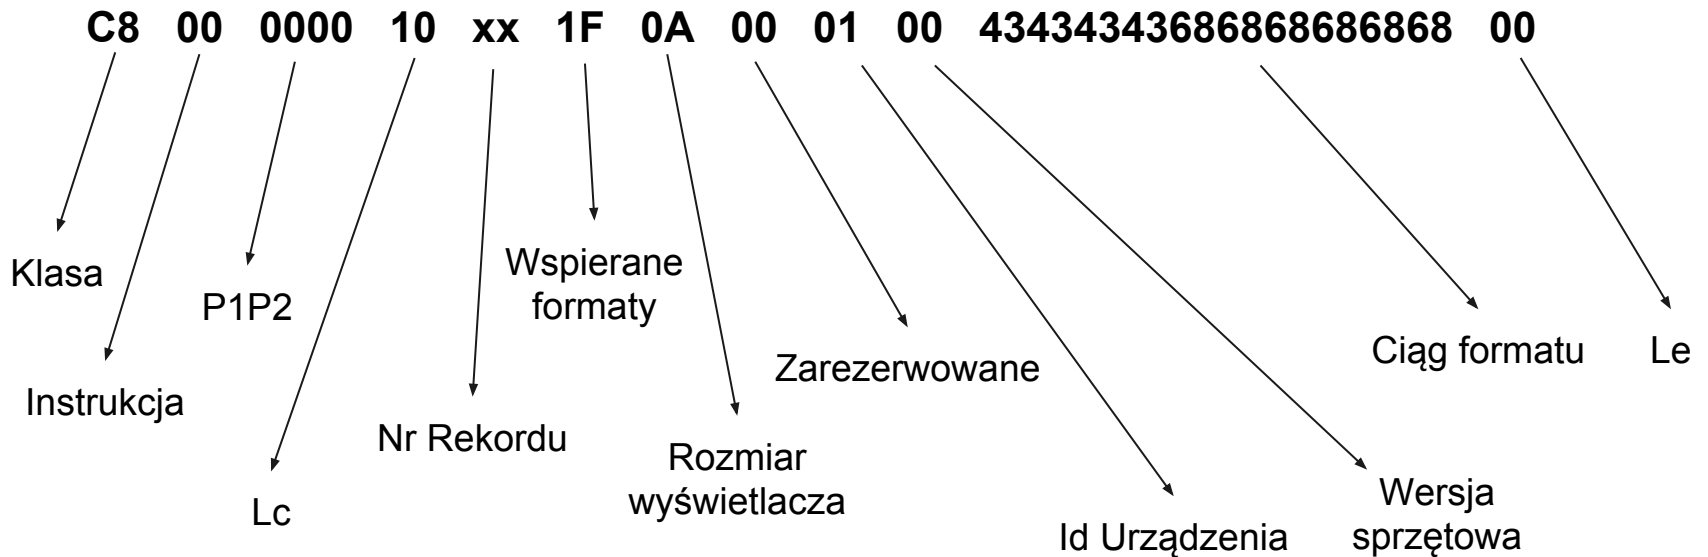 C8 00 0000 10 xx 1F 0A 00 01 00 43434343686868686868 00
Klasa
Instrukcja
P1P2
Lc
Nr Rekordu
Wspierane
formaty
Rozmiar
wyświetlacza
Zarezerwowane
Id Urządzenia
Wersja
sprzętowa
Ciąg formatu
Le